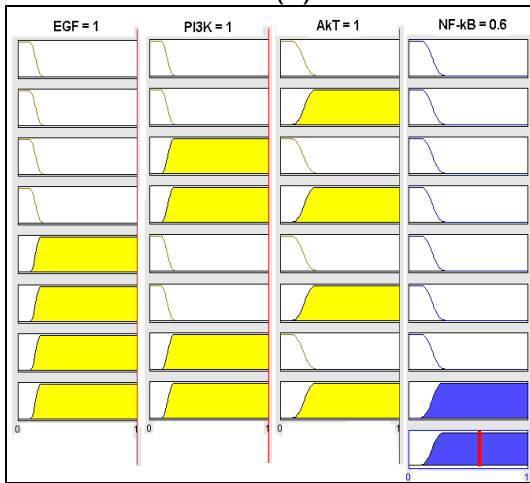 EGF = 1 PI3K = 1 AkT = 1 NF-kB = 0.6
0 1 0 1 0 1
0 1